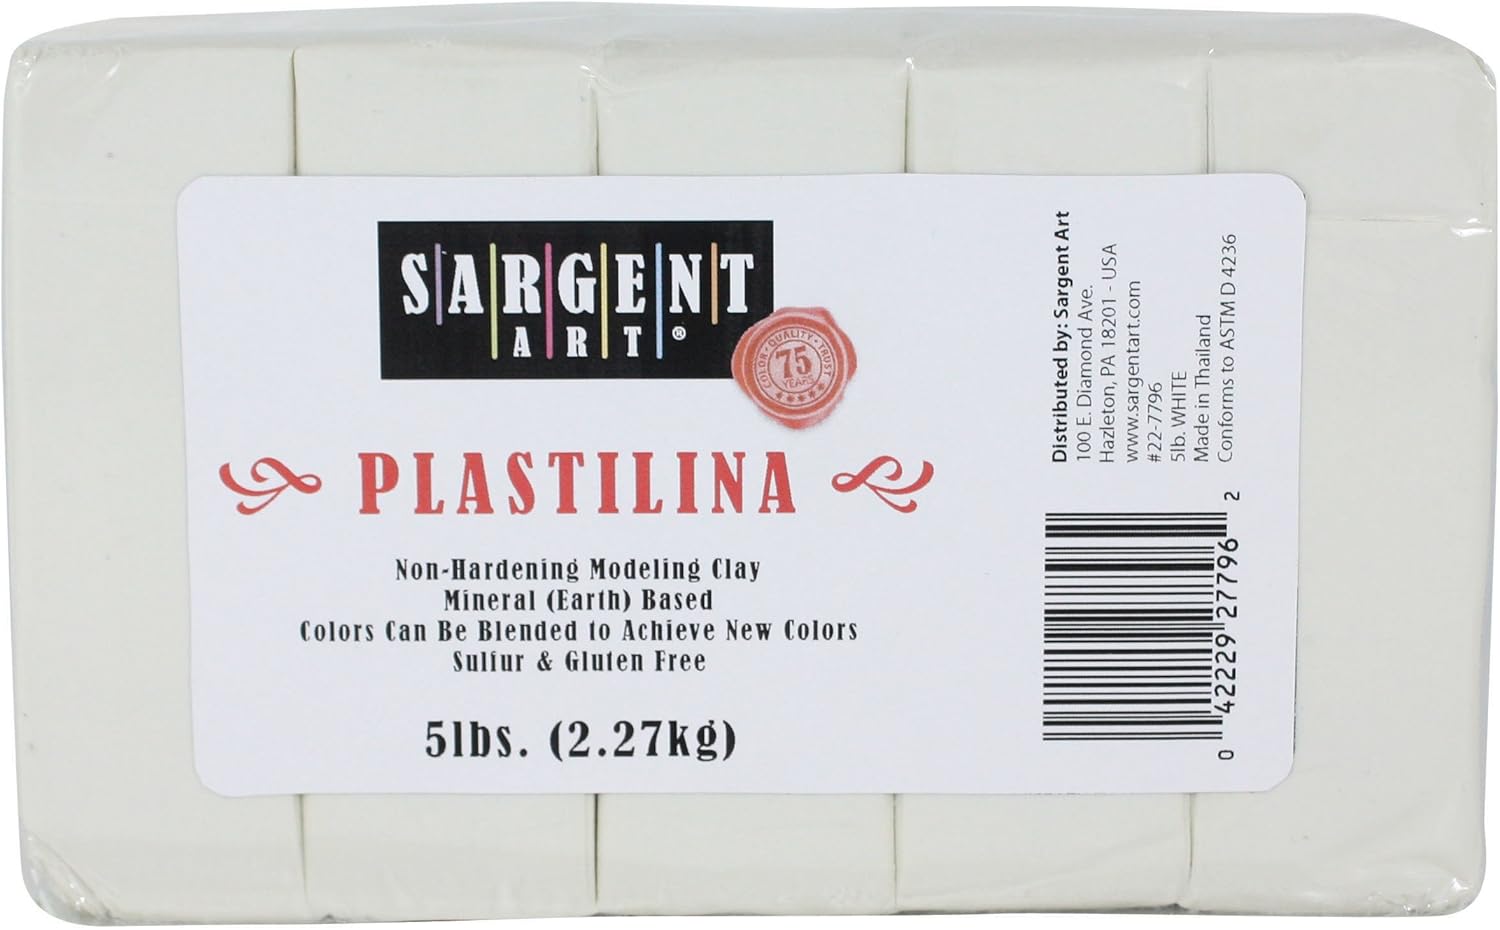 SARGENT
ART®
COLOR · QUALITY · TRUST
75
YEARS
PLASTILINA
Non-Hardening Modeling Clay
Mineral (Earth) Based
Colors Can Be Blended to Achieve New Colors
Sulfur & Gluten Free
5lbs. (2.27kg)
Distributed by: Sargent Art
100 E. Diamond Ave.
Hazleton, PA 18201 - USA
www.sargentart.com
#22-7796
5lb. WHITE
Made in Thailand
Conforms to ASTM D 4236
0 42229 27796 2